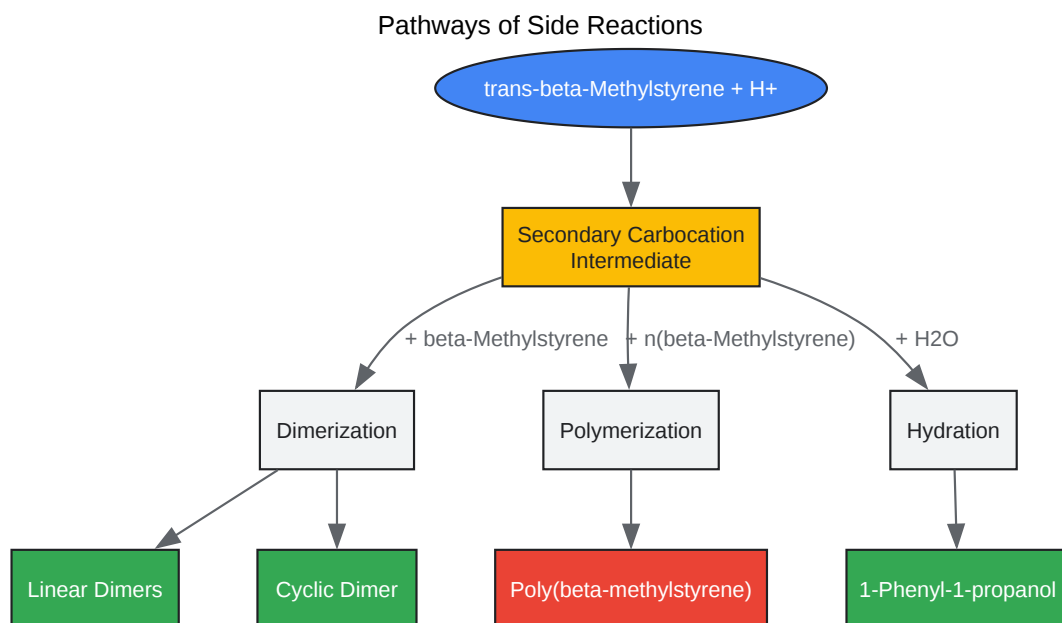 Pathways of Side Reactions
trans-beta-Methylstyrene + H+
Secondary Carbocation
Intermediate
+ beta-Methylstyrene
+ n(beta-Methylstyrene)
+ H2O
Dimerization
Polymerization
Hydration
Linear Dimers
Cyclic Dimer
Poly(beta-methylstyrene)
1-Phenyl-1-propanol